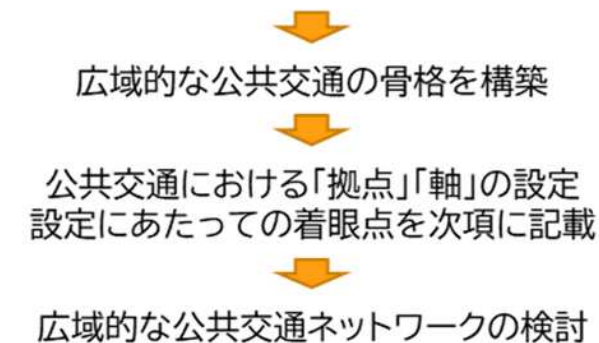 広域的な公共交通の骨格を構築
公共交通における「拠点」「軸」の設定
設定にあたっての着眼点を次項に記載
広域的な公共交通ネットワークの検討